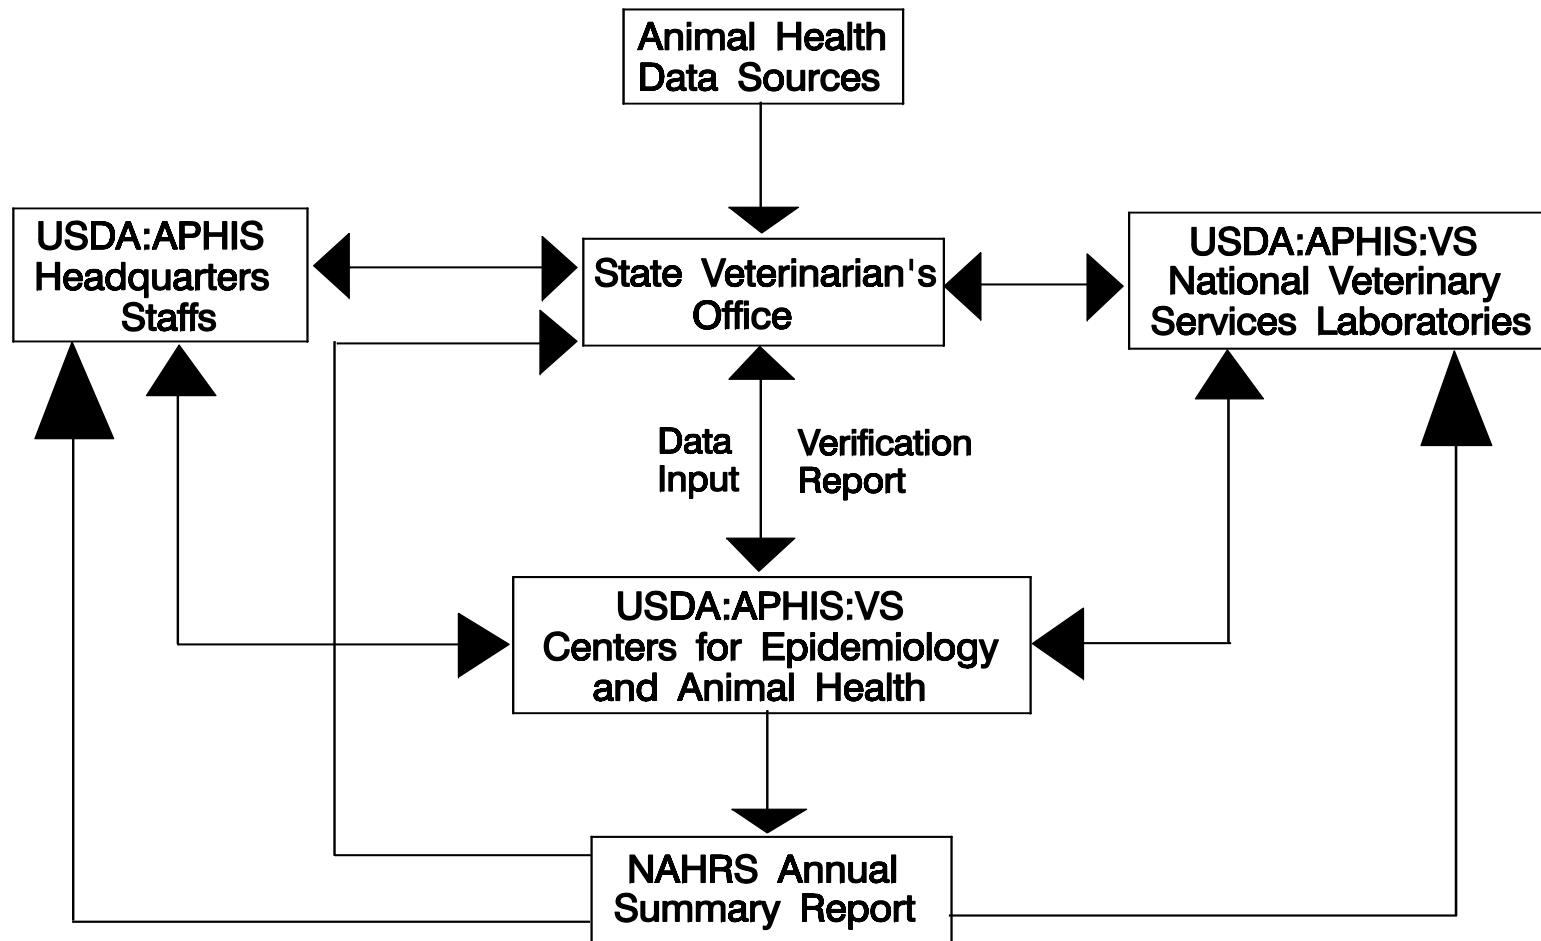 Animal Health
Data Sources
USDA:APHIS
Headquarters
Staffs
State Veterinarian's
Office
USDA:APHIS:VS
National Veterinary
Services Laboratories
Data
Input
Verification
Report
USDA:APHIS:VS
Centers for Epidemiology
and Animal Health
NAHRS Annual
Summary Report